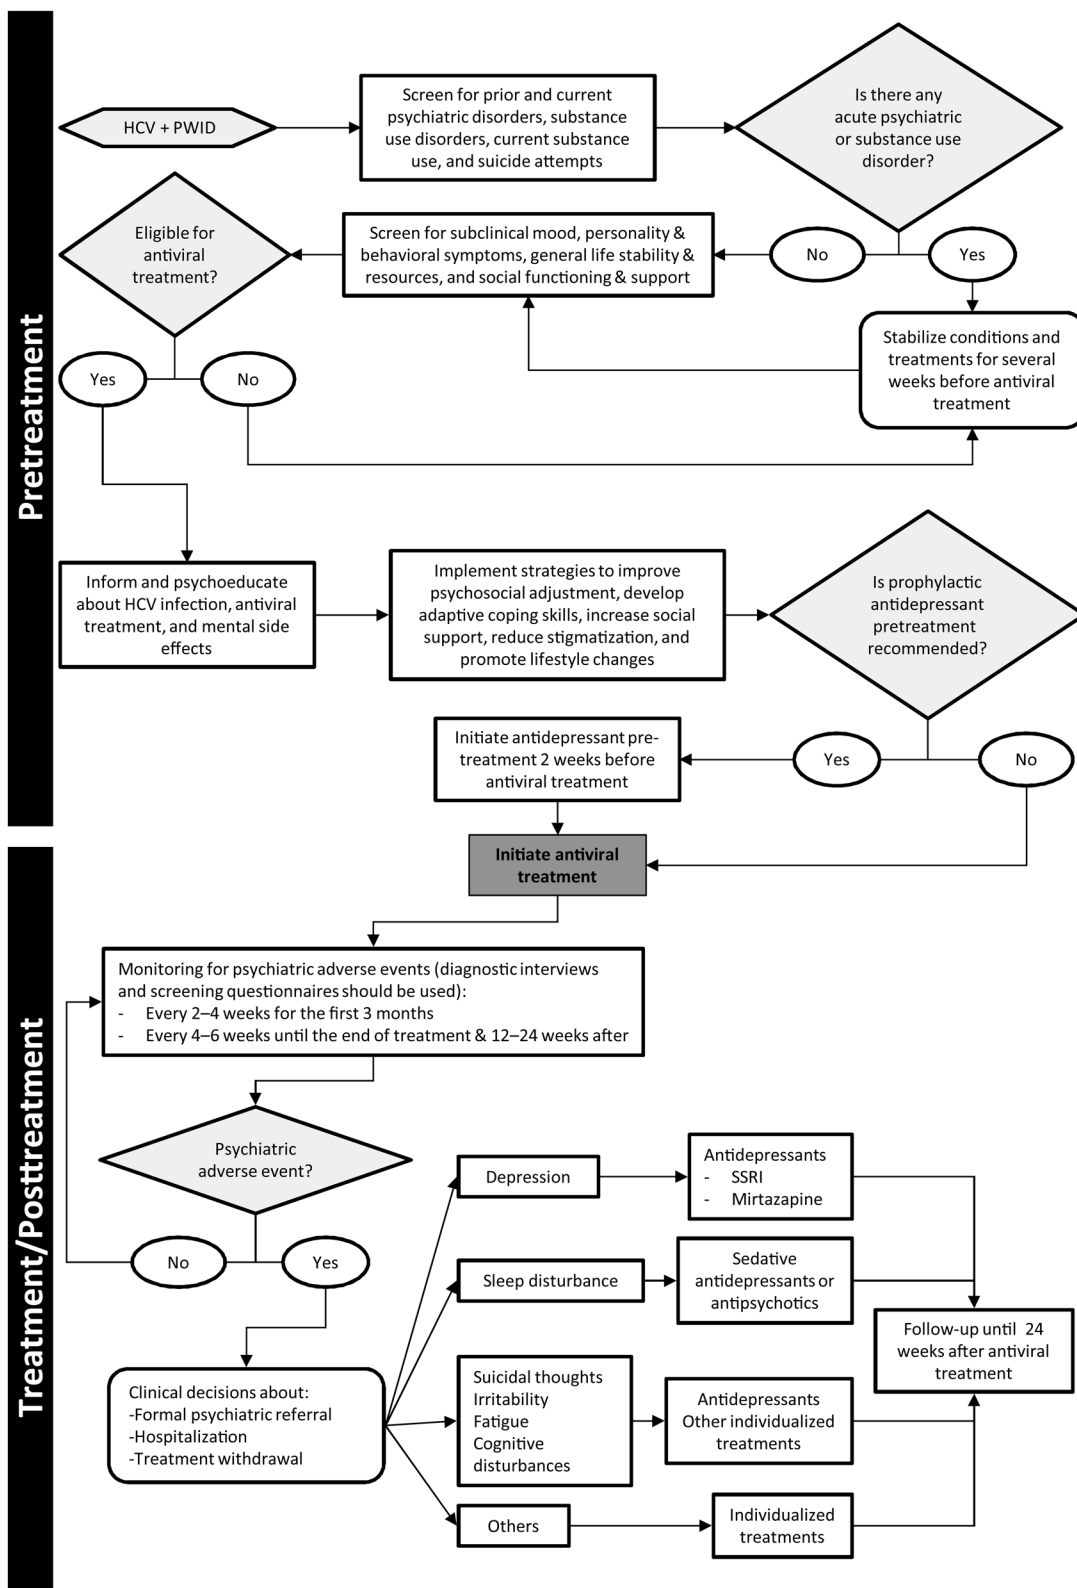 Pretreatment
HCV + PWID
Screen for prior and current
psychiatric disorders, substance
use disorders, current substance
use, and suicide attempts
Is there any
acute psychiatric
or substance use
disorder?
No
Yes
Stabilize conditions and
treatments for several
weeks before antiviral
treatment
Screen for subclinical mood, personality &
behavioral symptoms, general life stability &
resources, and social functioning & support
Eligible for
antiviral
treatment?
Yes
No
Inform and psychoeducate
about HCV infection, antiviral
treatment, and mental side
effects
Implement strategies to improve
psychosocial adjustment, develop
adaptive coping skills, increase social
support, reduce stigmatization, and
promote lifestyle changes
Is prophylactic
antidepressant
pretreatment
recommended?
Yes
No
Initiate antidepressant pre-
treatment 2 weeks before
antiviral treatment
Initiate antiviral
treatment
Treatment/Posttreatment
Monitoring for psychiatric adverse events (diagnostic interviews
and screening questionnaires should be used):
- Every 2–4 weeks for the first 3 months
- Every 4–6 weeks until the end of treatment & 12–24 weeks after
Psychiatric
adverse event?
No
Yes
Clinical decisions about:
-Formal psychiatric referral
-Hospitalization
-Treatment withdrawal
Depression
Antidepressants
- SSRI
- Mirtazapine
Sleep disturbance
Sedative
antidepressants or
antipsychotics
Suicidal thoughts
Irritability
Fatigue
Cognitive
disturbances
Antidepressants
Other individualized
treatments
Others
Individualized
treatments
Follow-up until 24
weeks after antiviral
treatment